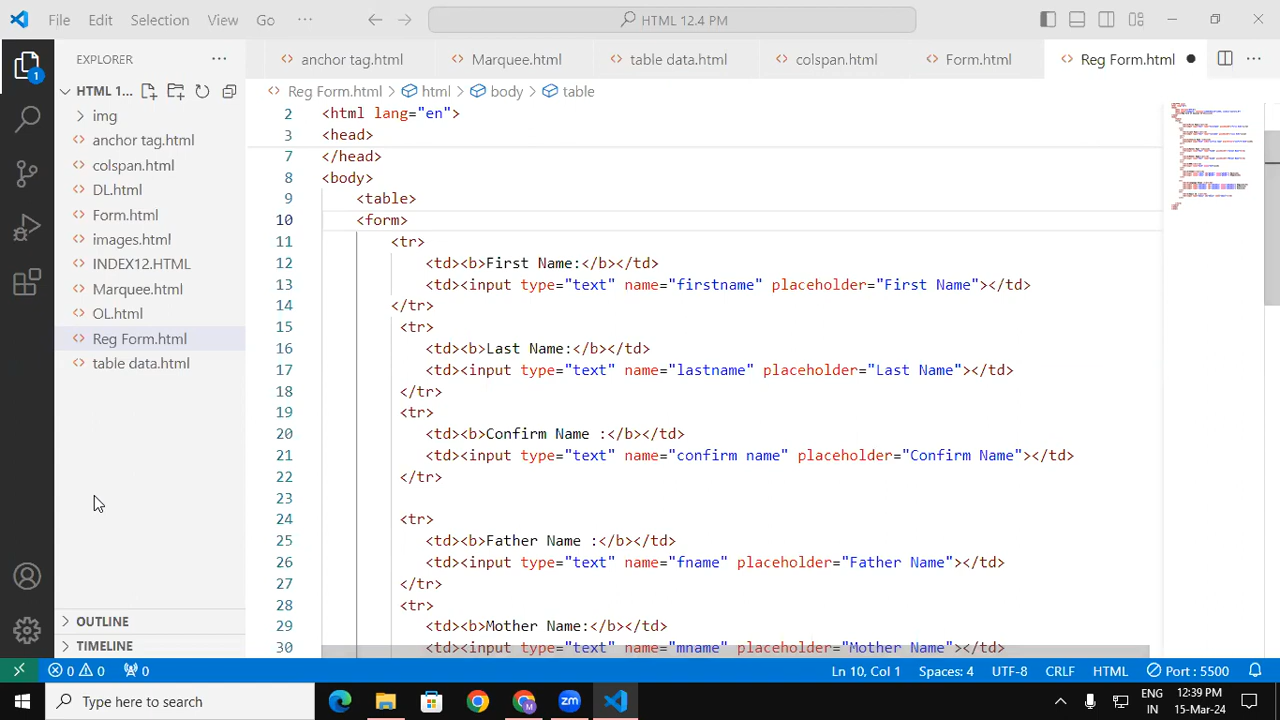 File Edit Selection View Go ··· HTML 12.4 PM
EXPLORER ···
HTML 1...
img
anchor tag.html
colspan.html
DL.html
Form.html
images.html
INDEX12.HTML
Marquee.html
OL.html
Reg Form.html
table data.html
OUTLINE
TIMELINE
1
anchor tag.html Marquee.html table data.html colspan.html Form.html Reg Form.html
Reg Form.html > html > body > table
2 <html lang="en">
3 <head>
7 </head>
8 <body>
9 <table>
10 <form>
11 <tr>
12 <td><b>First Name:</b></td>
13 <td><input type="text" name="firstname" placeholder="First Name"></td>
14 </tr>
15 <tr>
16 <td><b>Last Name:</b></td>
17 <td><input type="text" name="lastname" placeholder="Last Name"></td>
18 </tr>
19 <tr>
20 <td><b>Confirm Name :</b></td>
21 <td><input type="text" name="confirm name" placeholder="Confirm Name"></td>
22 </tr>
23
24 <tr>
25 <td><b>Father Name :</b></td>
26 <td><input type="text" name="fname" placeholder="Father Name"></td>
27 </tr>
28 <tr>
29 <td><b>Mother Name:</b></td>
30 <td><input type="text" name="mname" placeholder="Mother Name"></td>
0 0 0 Ln 10, Col 1 Spaces: 4 UTF-8 CRLF HTML Port : 5500
Type here to search M zm ENG IN 12:39 PM 15-Mar-24